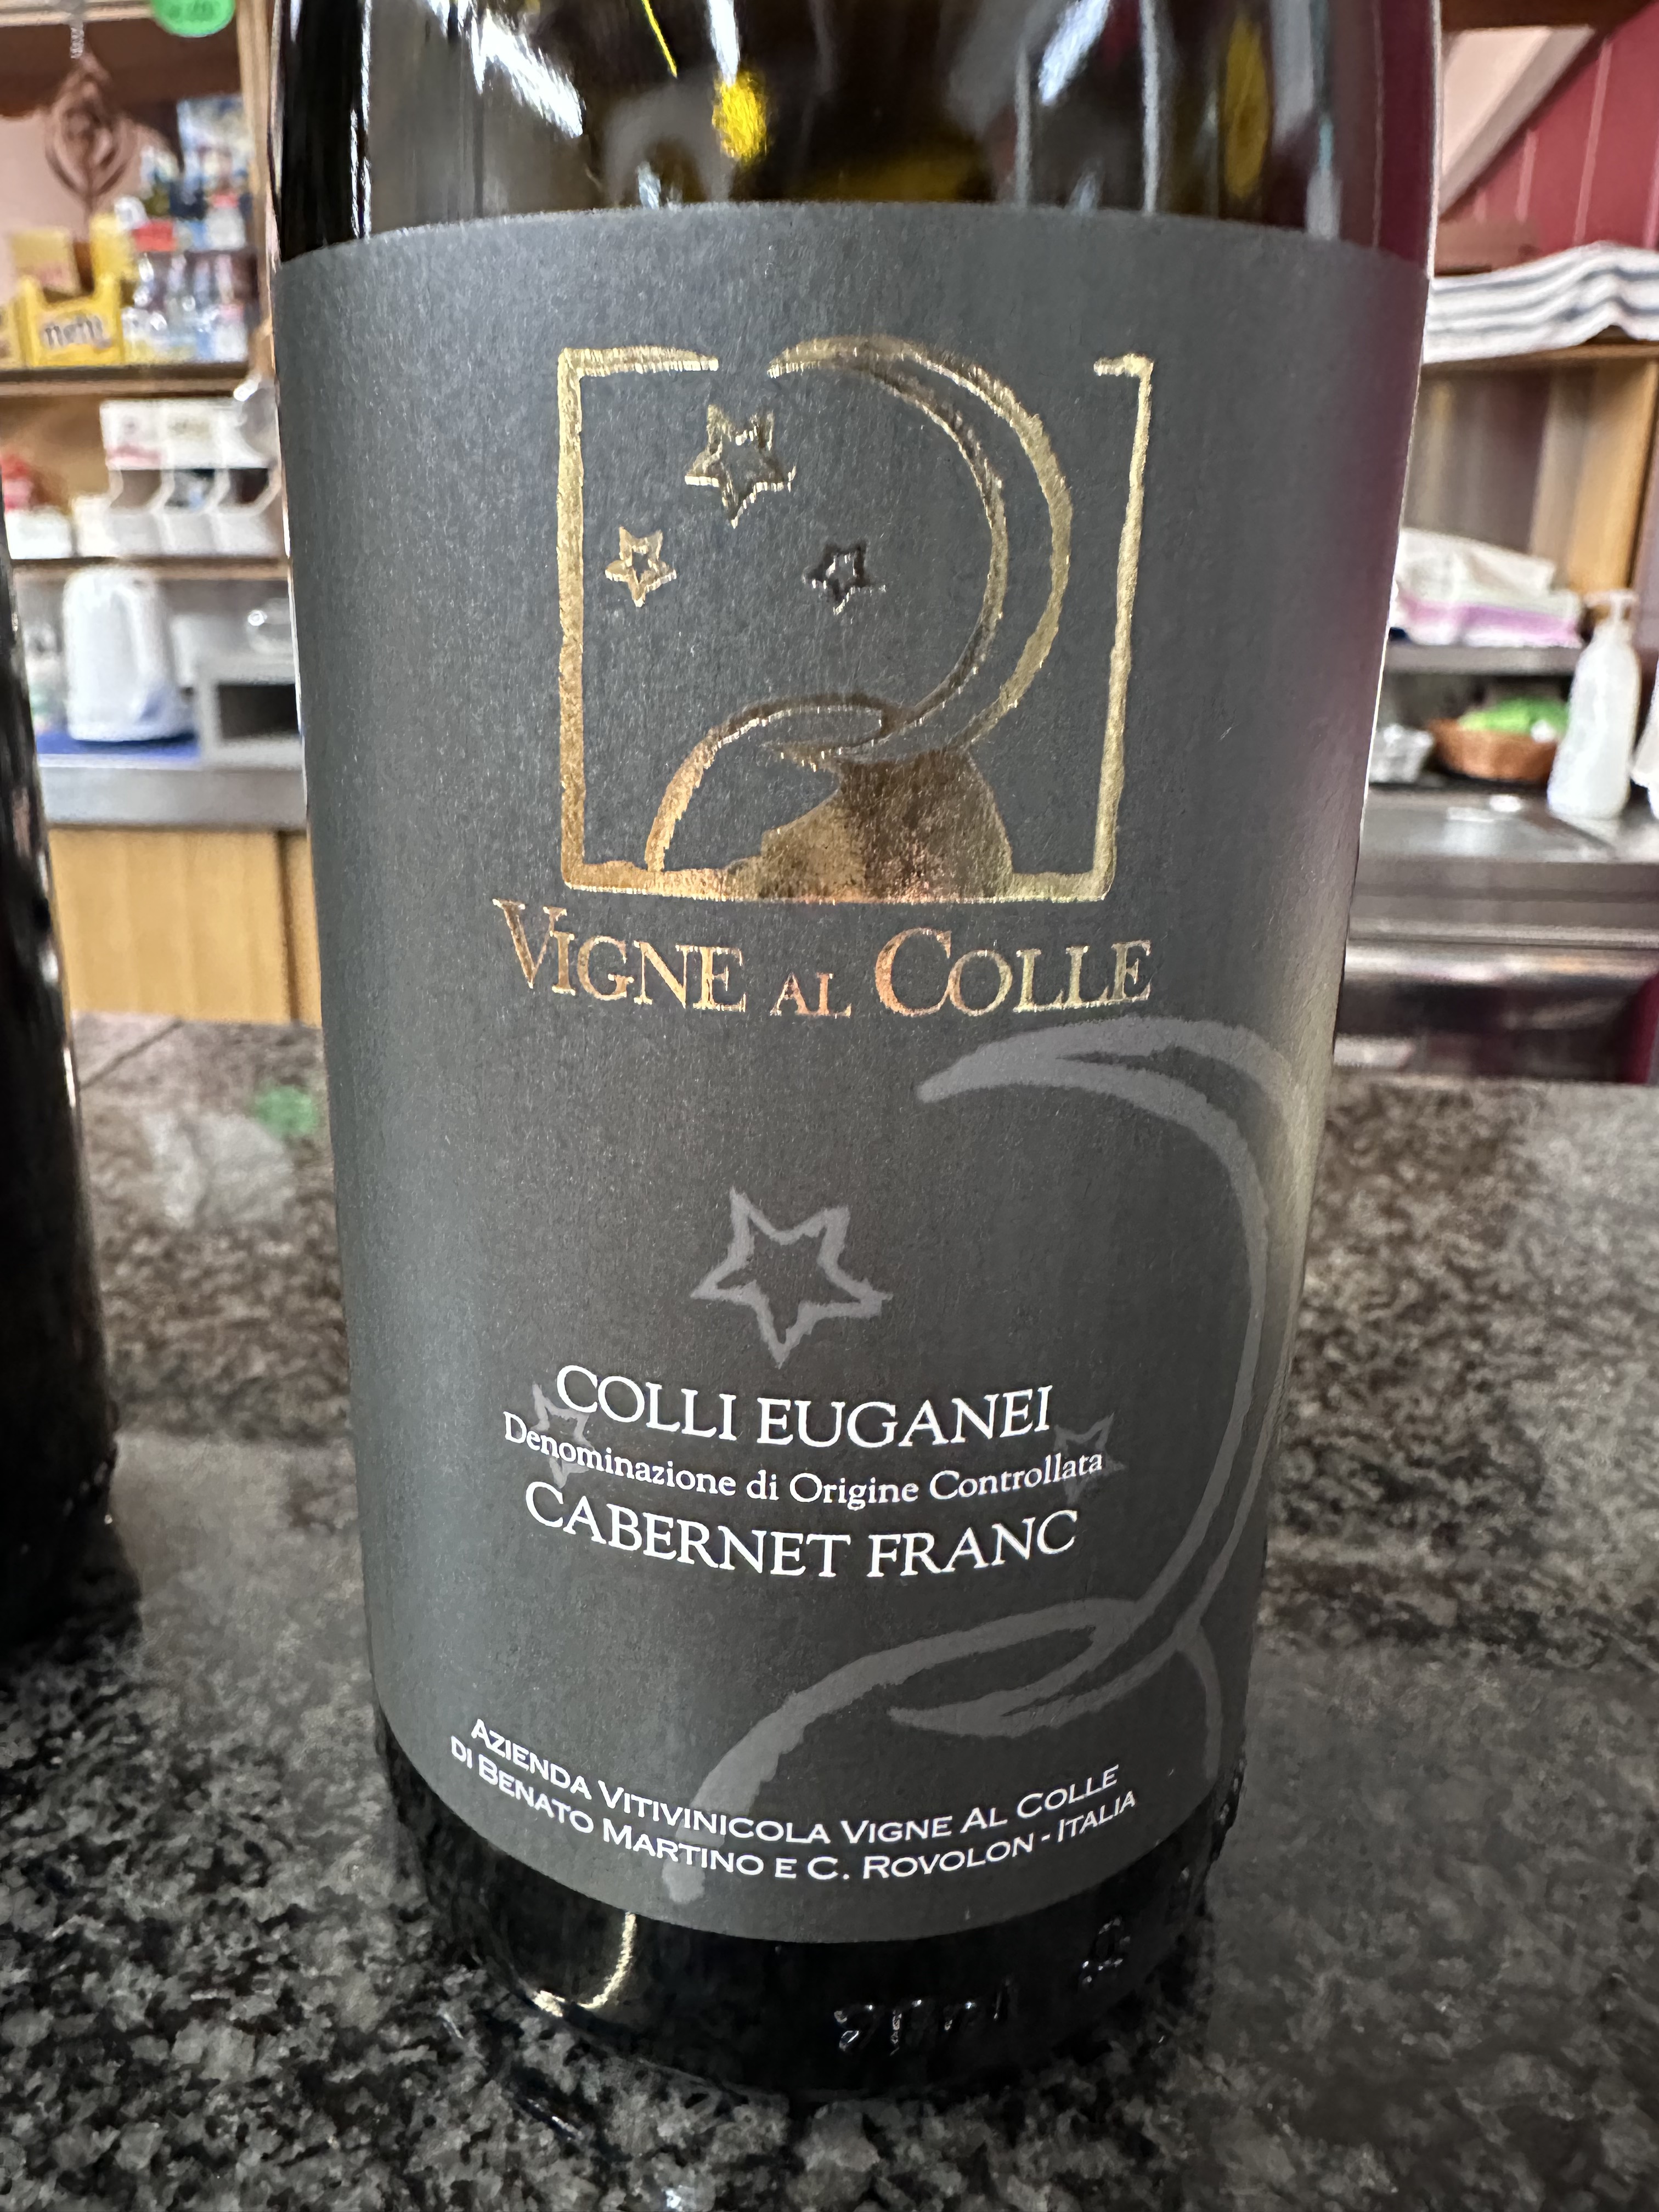 VIGNE AL COLLE
COLLI EUGANEI
Denominazione di Origine Controllata
CABERNET FRANC
AZIENDA VITIVINICOLA VIGNE AL COLLE
DI BENATO MARTINO E C. ROVOLON - ITALIA